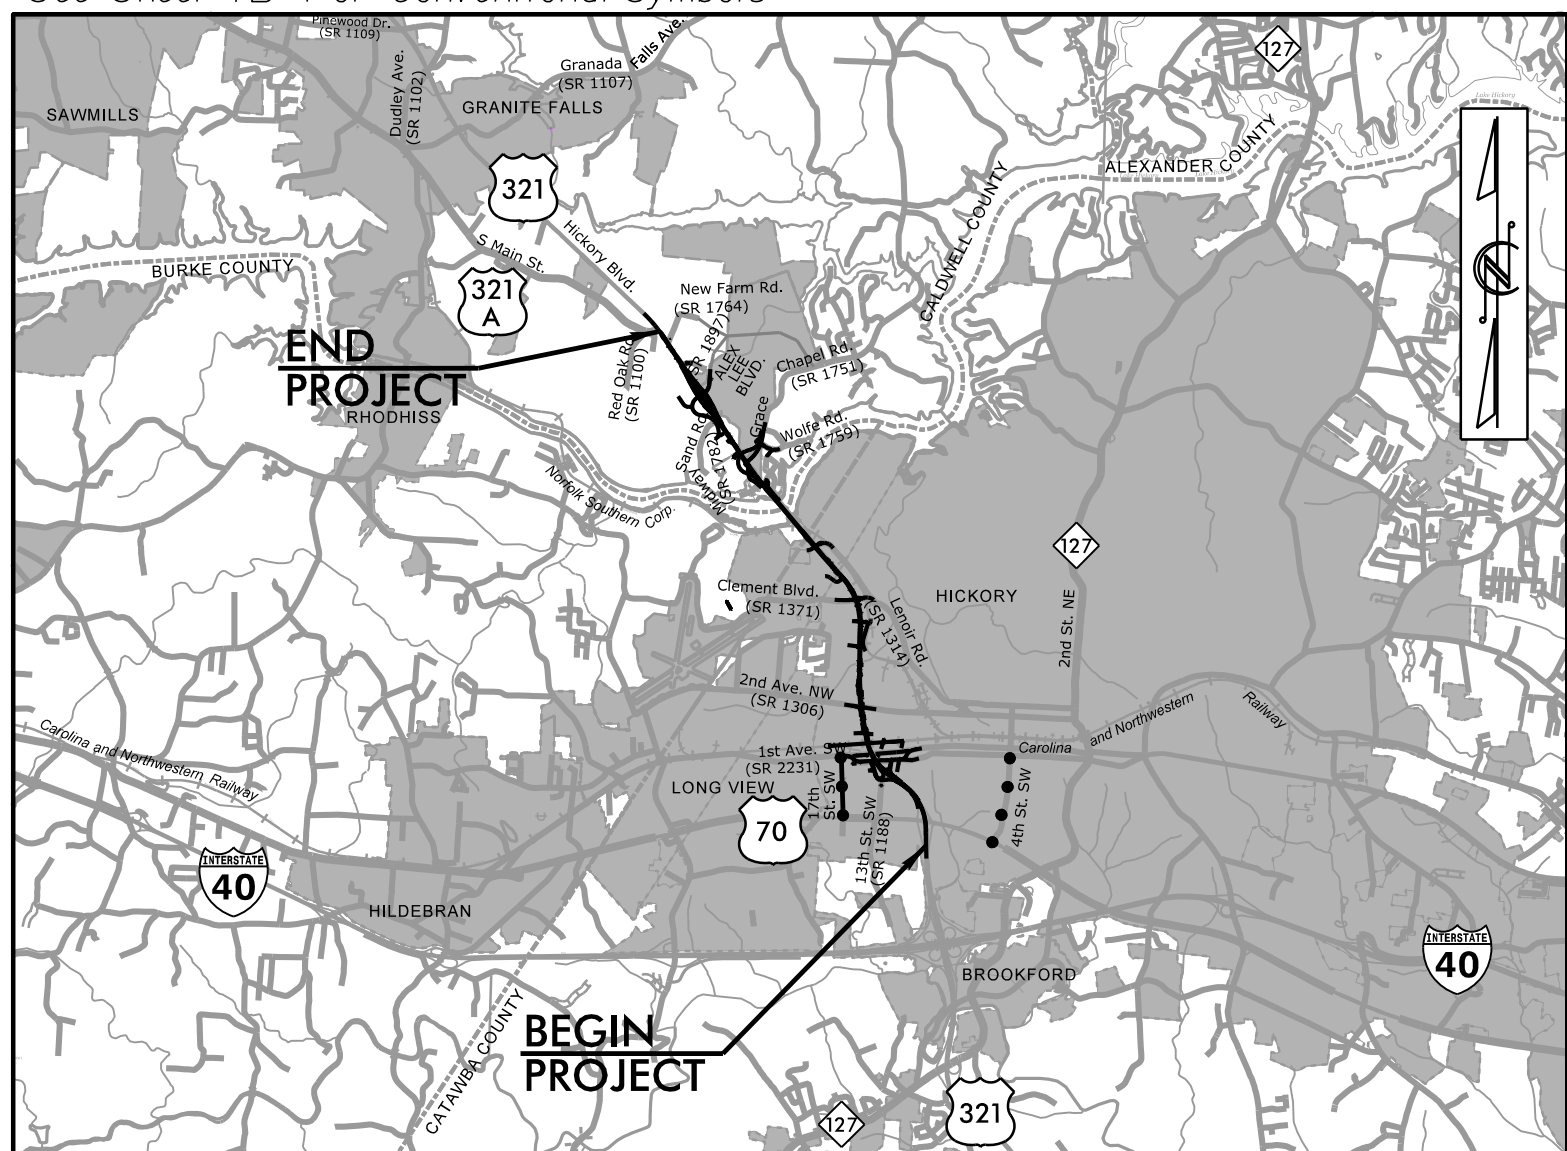 Pinewood Dr.
(SR 1109)
Dudley Ave.
(SR 1102)
Granada
(SR 1107)
Falls Ave.
127
SAWMILLS
GRANITE FALLS
Lake Hickory
ALEXANDER COUNTY
321
CALDWELL COUNTY
Hickory Blvd.
S Main St.
BURKE COUNTY
321
A
New Farm Rd.
(SR 1764)
(SR 1897)
ALEX
LEE
BLVD.
END
PROJECT
RHODHISS
Red Oak Rd.
(SR 1100)
Chapel Rd.
(SR 1751)
Grace
Wolfe Rd.
(SR 1759)
Sand Rd.
(SR 1782)
Midway
Norfolk Southern Corp.
127
Clement Blvd.
(SR 1371)
HICKORY
Lenoir Rd.
(SR 1314)
2nd St. NE
2nd Ave. NW
(SR 1306)
Carolina and Northwestern Railway
Carolina and Northwestern Railway
1st Ave. SW
(SR 2231)
LONG VIEW
17th
St. SW
4th St. SW
70
13th St. SW
(SR 1188)
INTERSTATE
40
HILDEBRAN
INTERSTATE
40
BROOKFORD
BEGIN
PROJECT
CATAWBA COUNTY
321
127